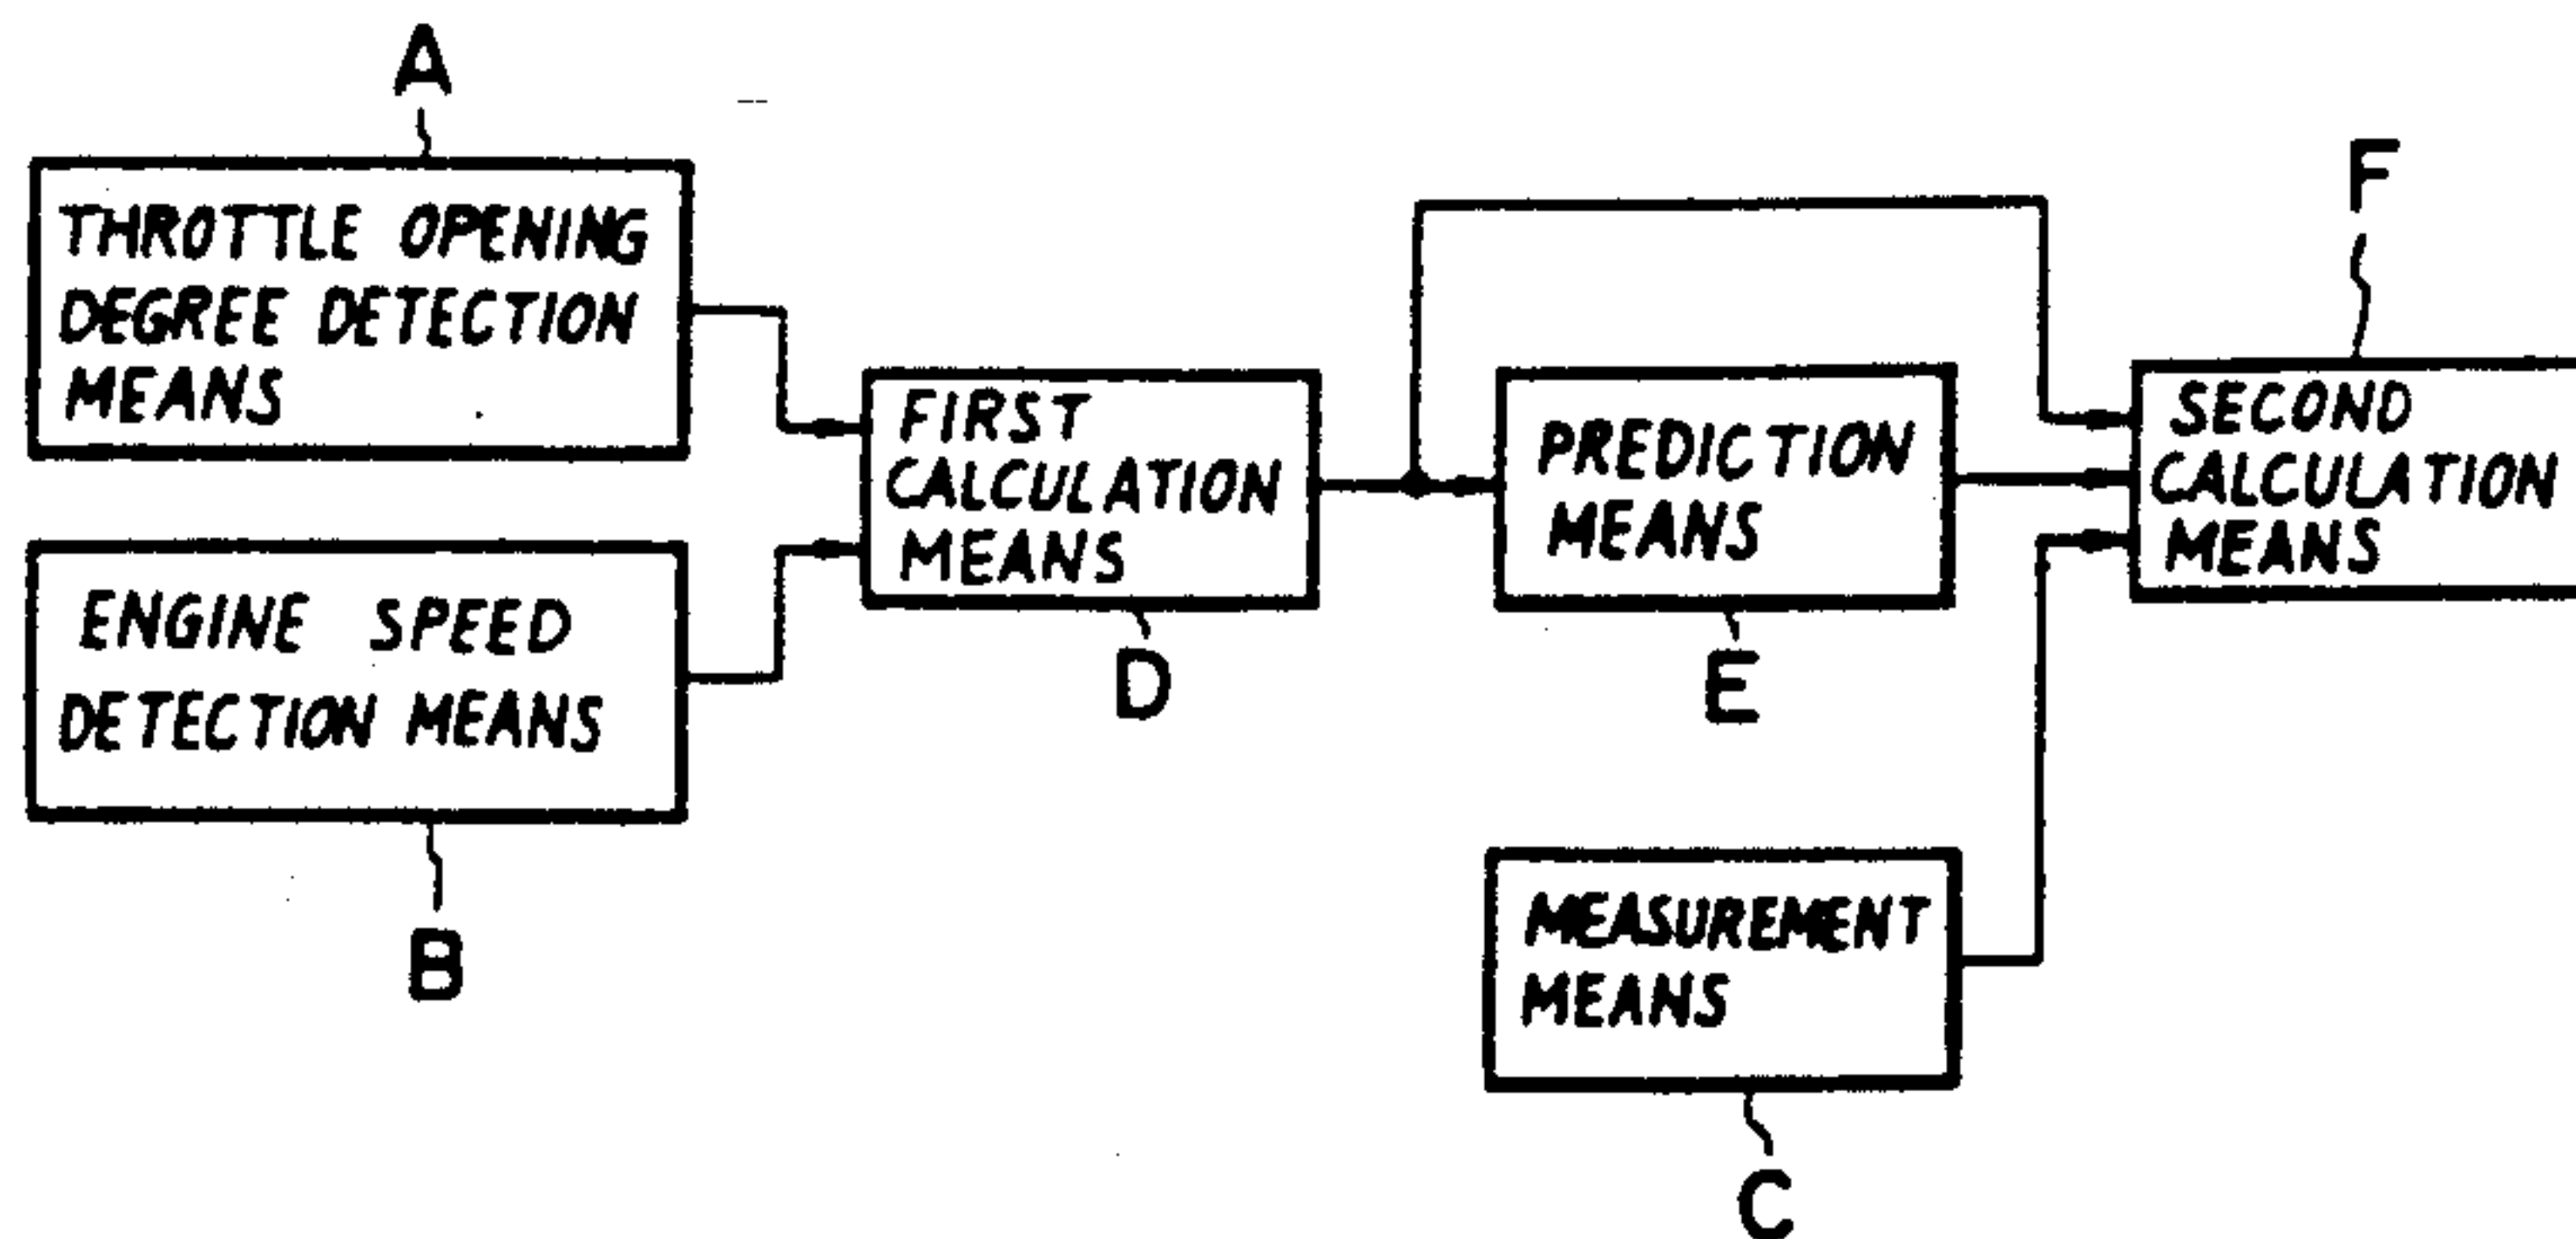 A
THROTTLE OPENING
DEGREE DETECTION
MEANS
ENGINE SPEED
DETECTION MEANS
B
FIRST
CALCULATION
MEANS
D
PREDICTION
MEANS
E
MEASUREMENT
MEANS
C
F
SECOND
CALCULATION
MEANS